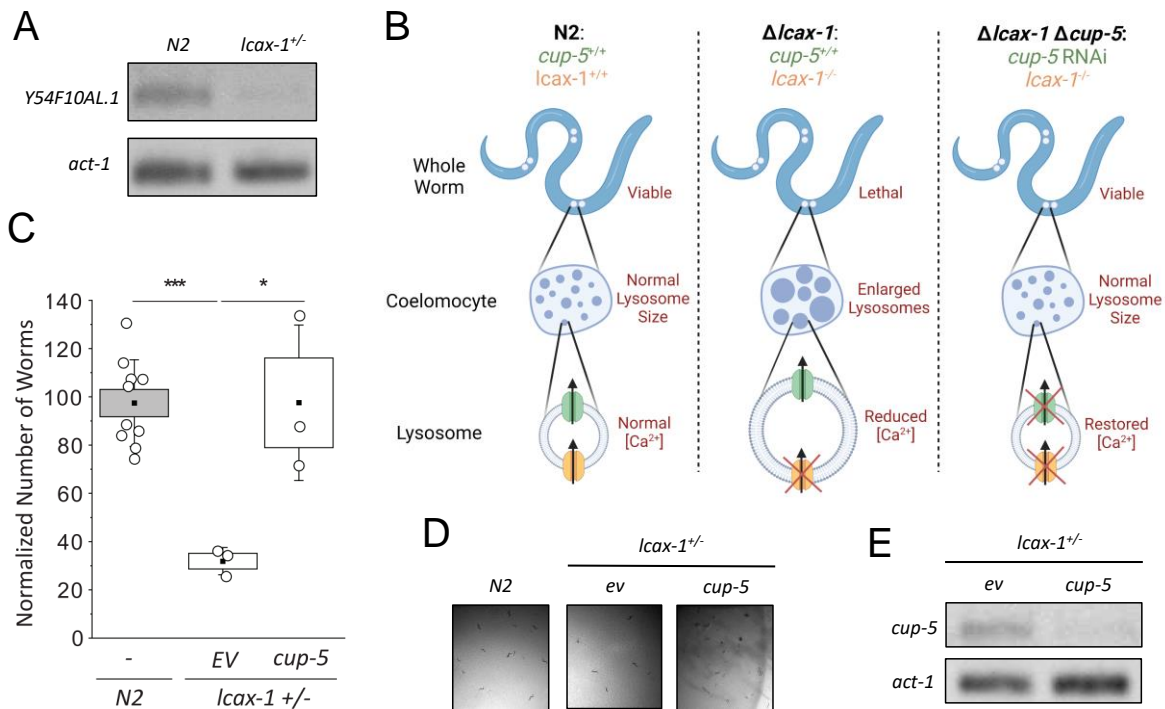 A
N2 lcax-1+/-
Y54F10AL.1
act-1
B
N2:
cup-5+/+
lcax-1+/+
Δlcax-1:
cup-5+/+
lcax-1-/-
Δlcax-1 Δcup-5:
cup-5 RNAi
lcax-1-/-
Whole
Worm
Viable
Lethal
Viable
Coelomocyte
Normal
Lysosome
Size
Enlarged
Lysosomes
Normal
Lysosome
Size
Lysosome
Normal
[Ca2+]
Reduced
[Ca2+]
Restored
[Ca2+]
C
*** *
Normalized Number of Worms
140
120
100
80
60
40
20
0
- EV cup-5
N2 lcax-1 +/-
D
lcax-1+/-
N2 ev cup-5
E
lcax-1+/-
ev cup-5
cup-5
act-1